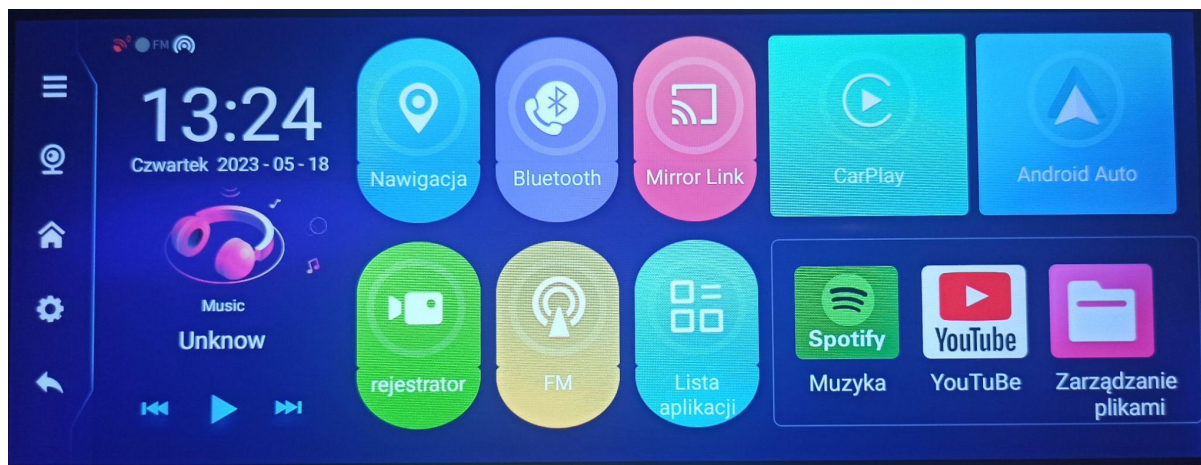 FM
13:24
Czwartek 2023-05-18
Music
Unknow
Nawigacja
Bluetooth
Mirror Link
CarPlay
Android Auto
rejestrator
FM
Lista
aplikacji
Spotify
Muzyka
YouTube
YouTuBe
Zarządzanie
plikami